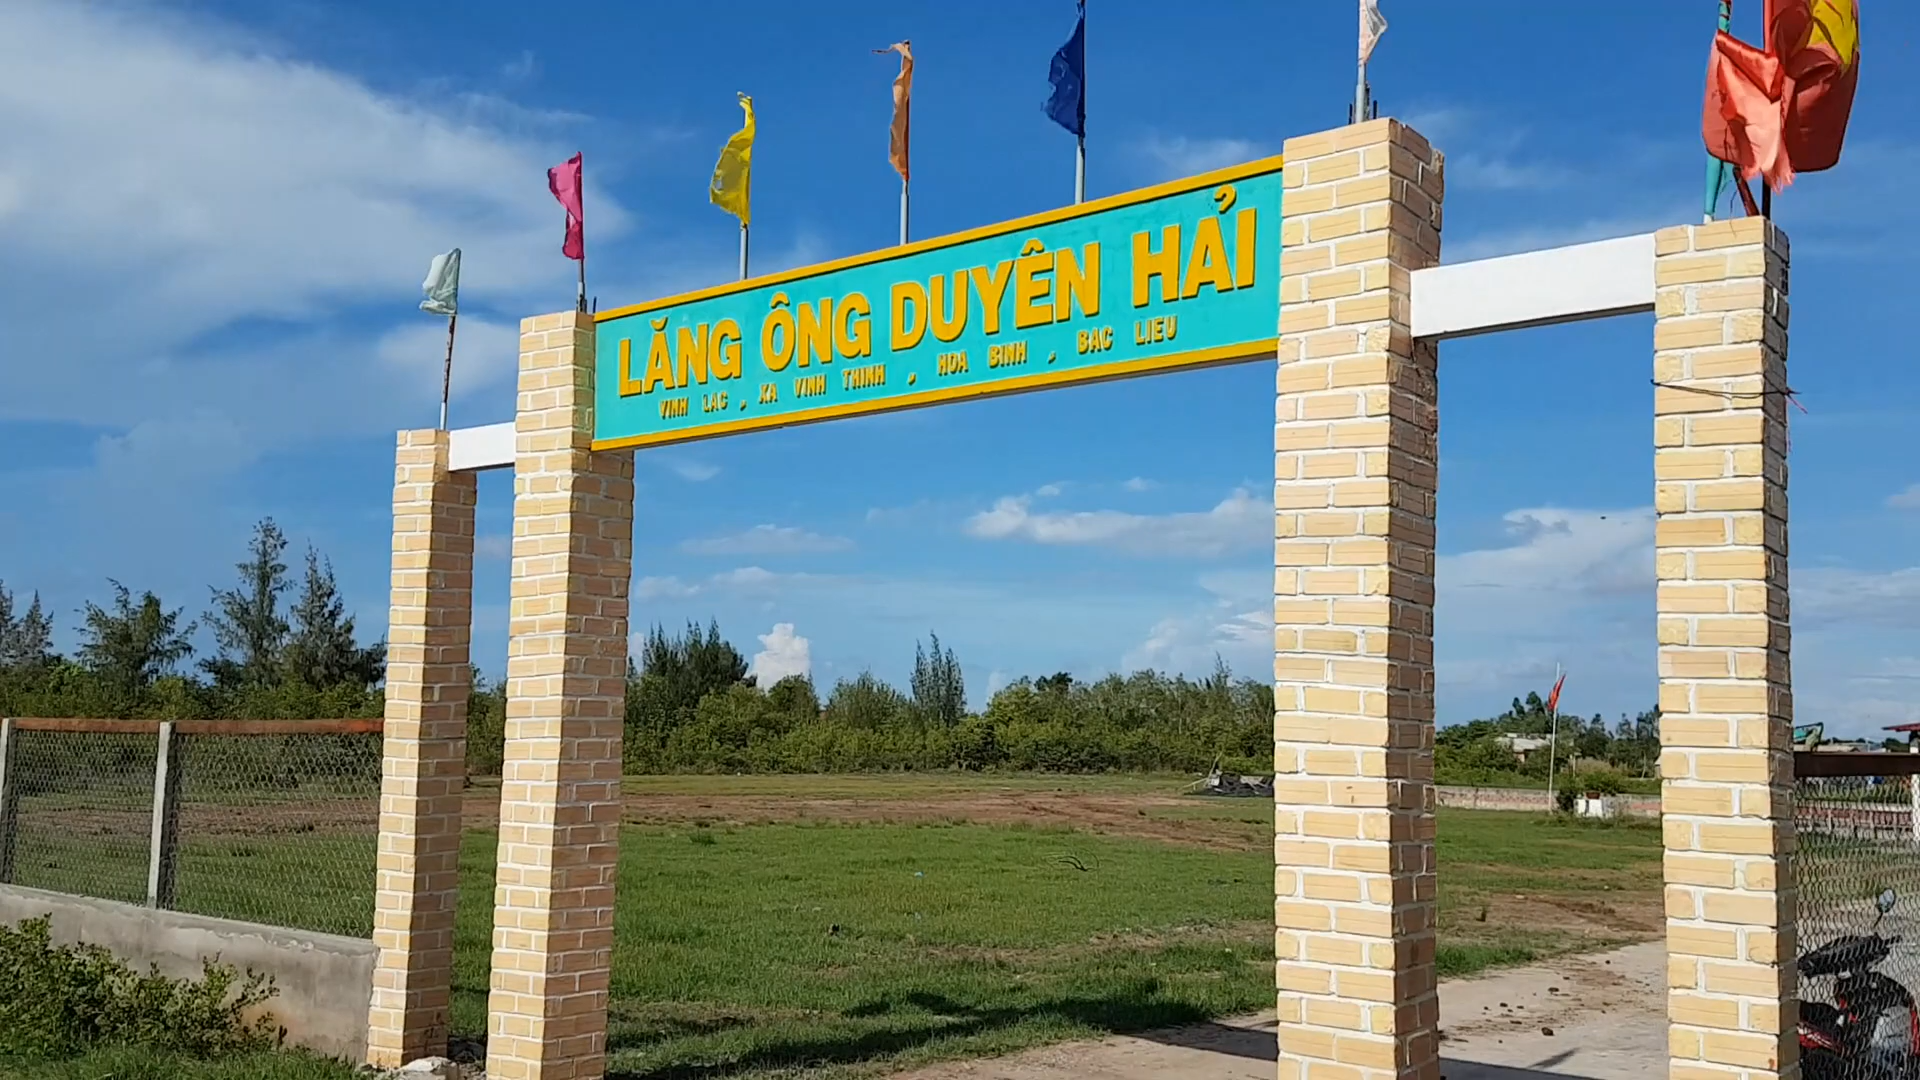 LĂNG ÔNG DUYÊN HẢI
VINH LAC , XA VINH THINH , HOA BINH , BAC LIEU